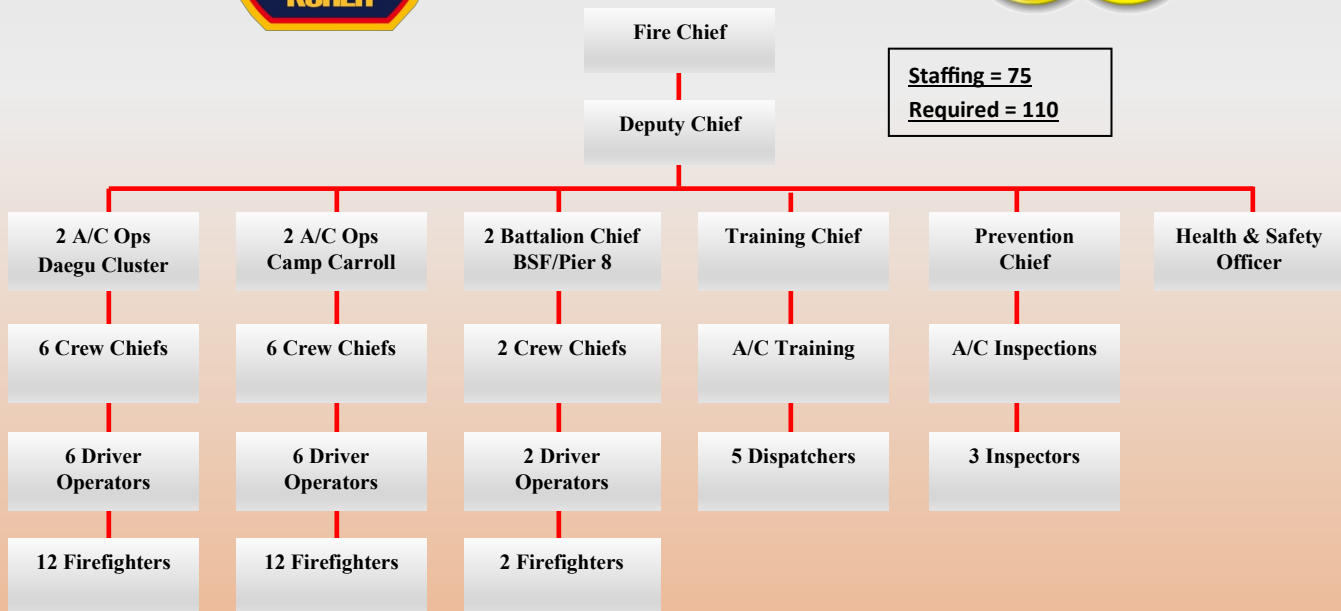 KOREA
Fire Chief
Staffing = 75
Required = 110
Deputy Chief
2 A/C Ops
Daegu Cluster
2 A/C Ops
Camp Carroll
2 Battalion Chief
BSF/Pier 8
Training Chief
Prevention
Chief
Health & Safety
Officer
6 Crew Chiefs
6 Crew Chiefs
2 Crew Chiefs
A/C Training
A/C Inspections
6 Driver
Operators
6 Driver
Operators
2 Driver
Operators
5 Dispatchers
3 Inspectors
12 Firefighters
12 Firefighters
2 Firefighters